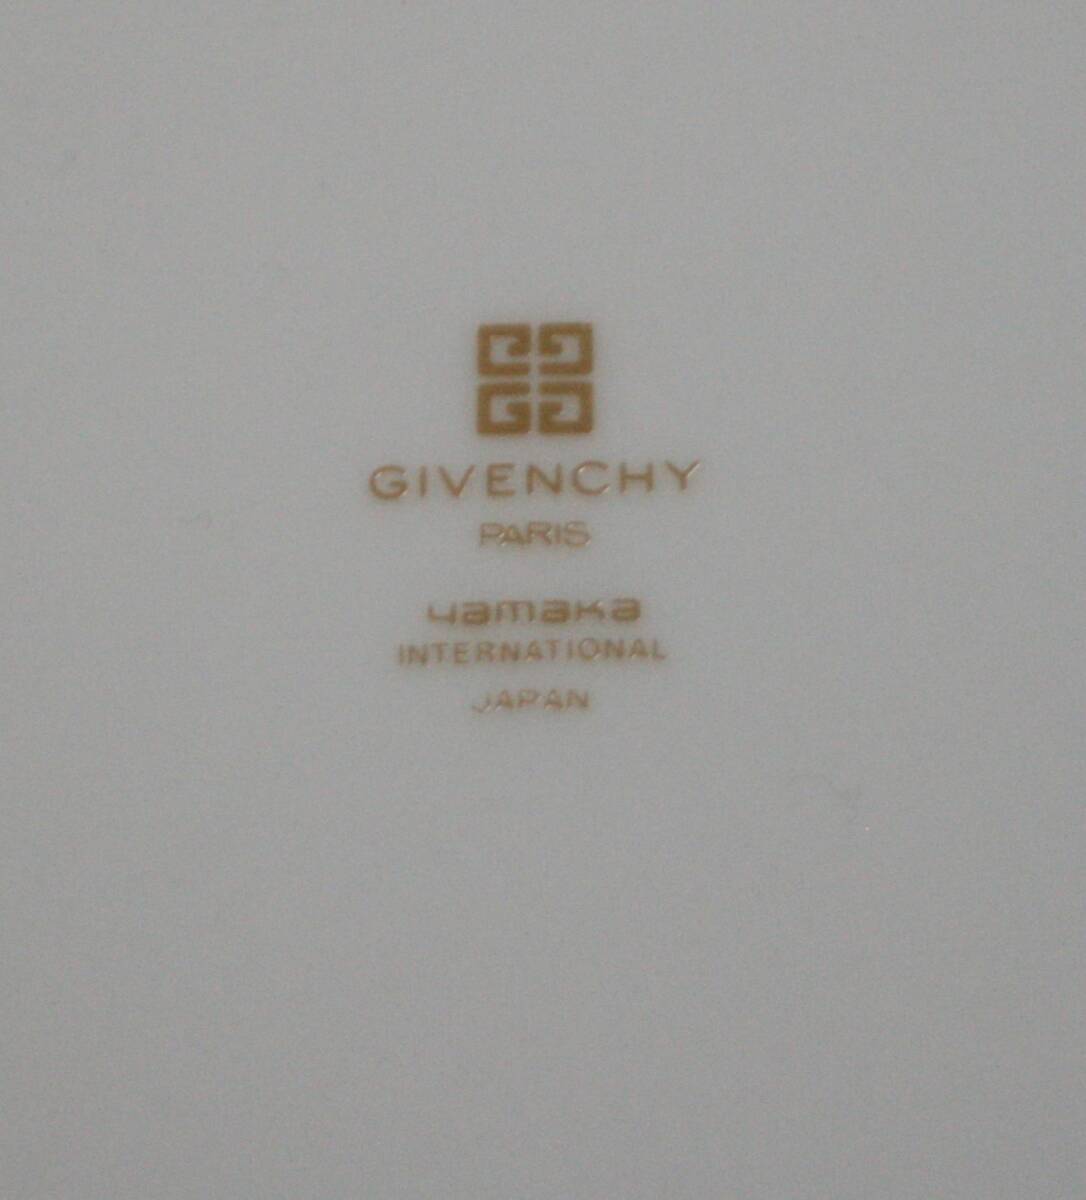 GIVENCHY
PARIS
yamaka
INTERNATIONAL
JAPAN